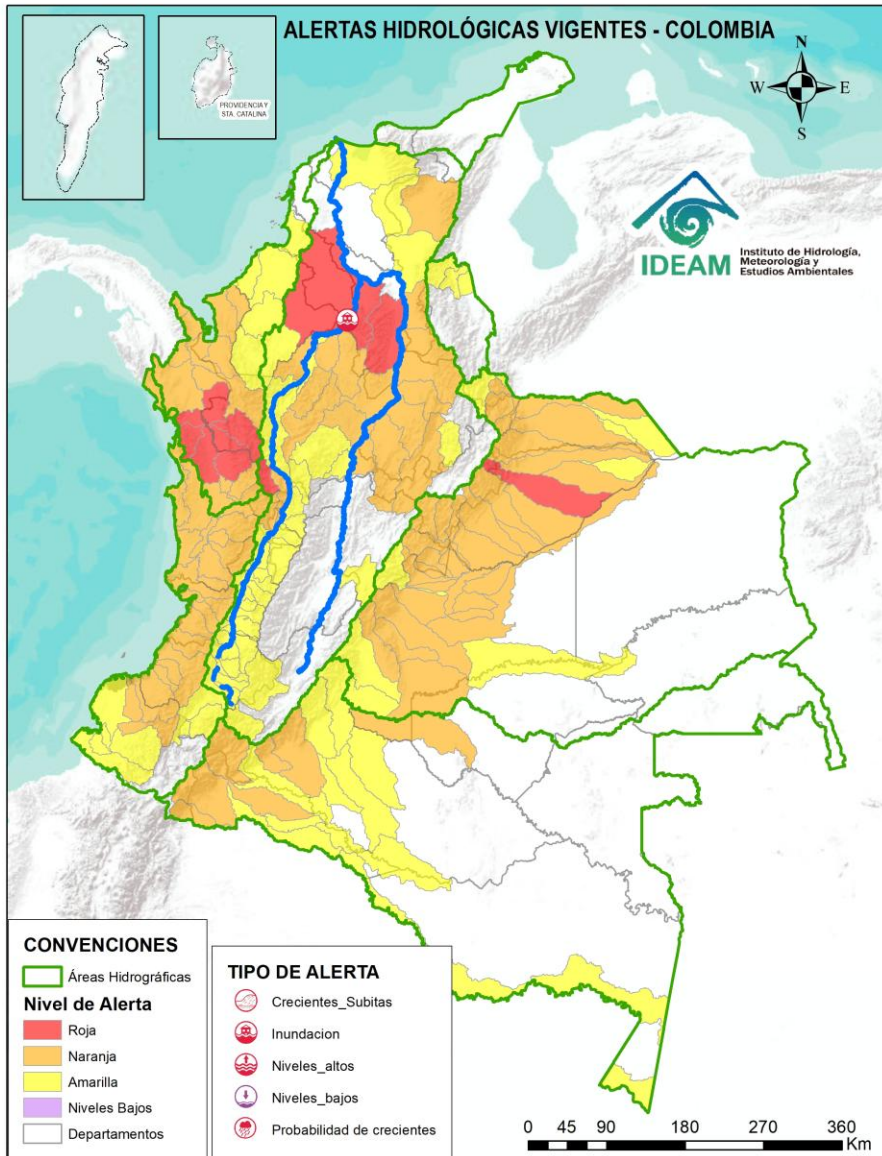 ALERTAS HIDROLÓGICAS VIGENTES - COLOMBIA
N
W
E
S
PROVIDENCIA Y
STA. CATALINA
IDEAM
Instituto de Hidrología,
Meteorología y
Estudios Ambientales
CONVENCIONES
Áreas Hidrográficas
Nivel de Alerta
Roja
Naranja
Amarilla
Niveles Bajos
Departamentos
TIPO DE ALERTA
Crecientes_Subitas
Inundacion
Niveles_altos
Niveles_bajos
Probabilidad de crecientes
0 45 90 180 270 360
Km